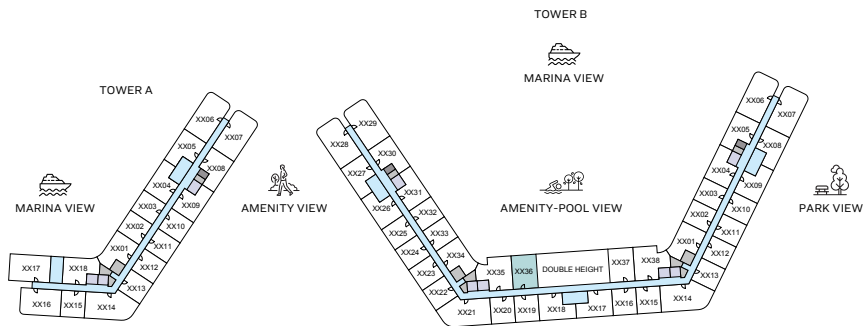 TOWER B
MARINA VIEW
TOWER A
MARINA VIEW
AMENITY VIEW
AMENITY-POOL VIEW
PARK VIEW
XX06
XX07
XX05
XX08
XX04
XX09
XX03
XX10
XX02
XX11
XX01
XX12
XX13
XX17
XX18
XX16
XX15
XX14
XX29
XX28
XX30
XX27
XX31
XX26
XX32
XX25
XX33
XX24
XX34
XX23
XX22
XX35
XX36
DOUBLE HEIGHT
XX37
XX38
XX21
XX20
XX19
XX18
XX17
XX16
XX15
XX14
XX06
XX07
XX05
XX08
XX04
XX09
XX03
XX10
XX02
XX11
XX01
XX12
XX13